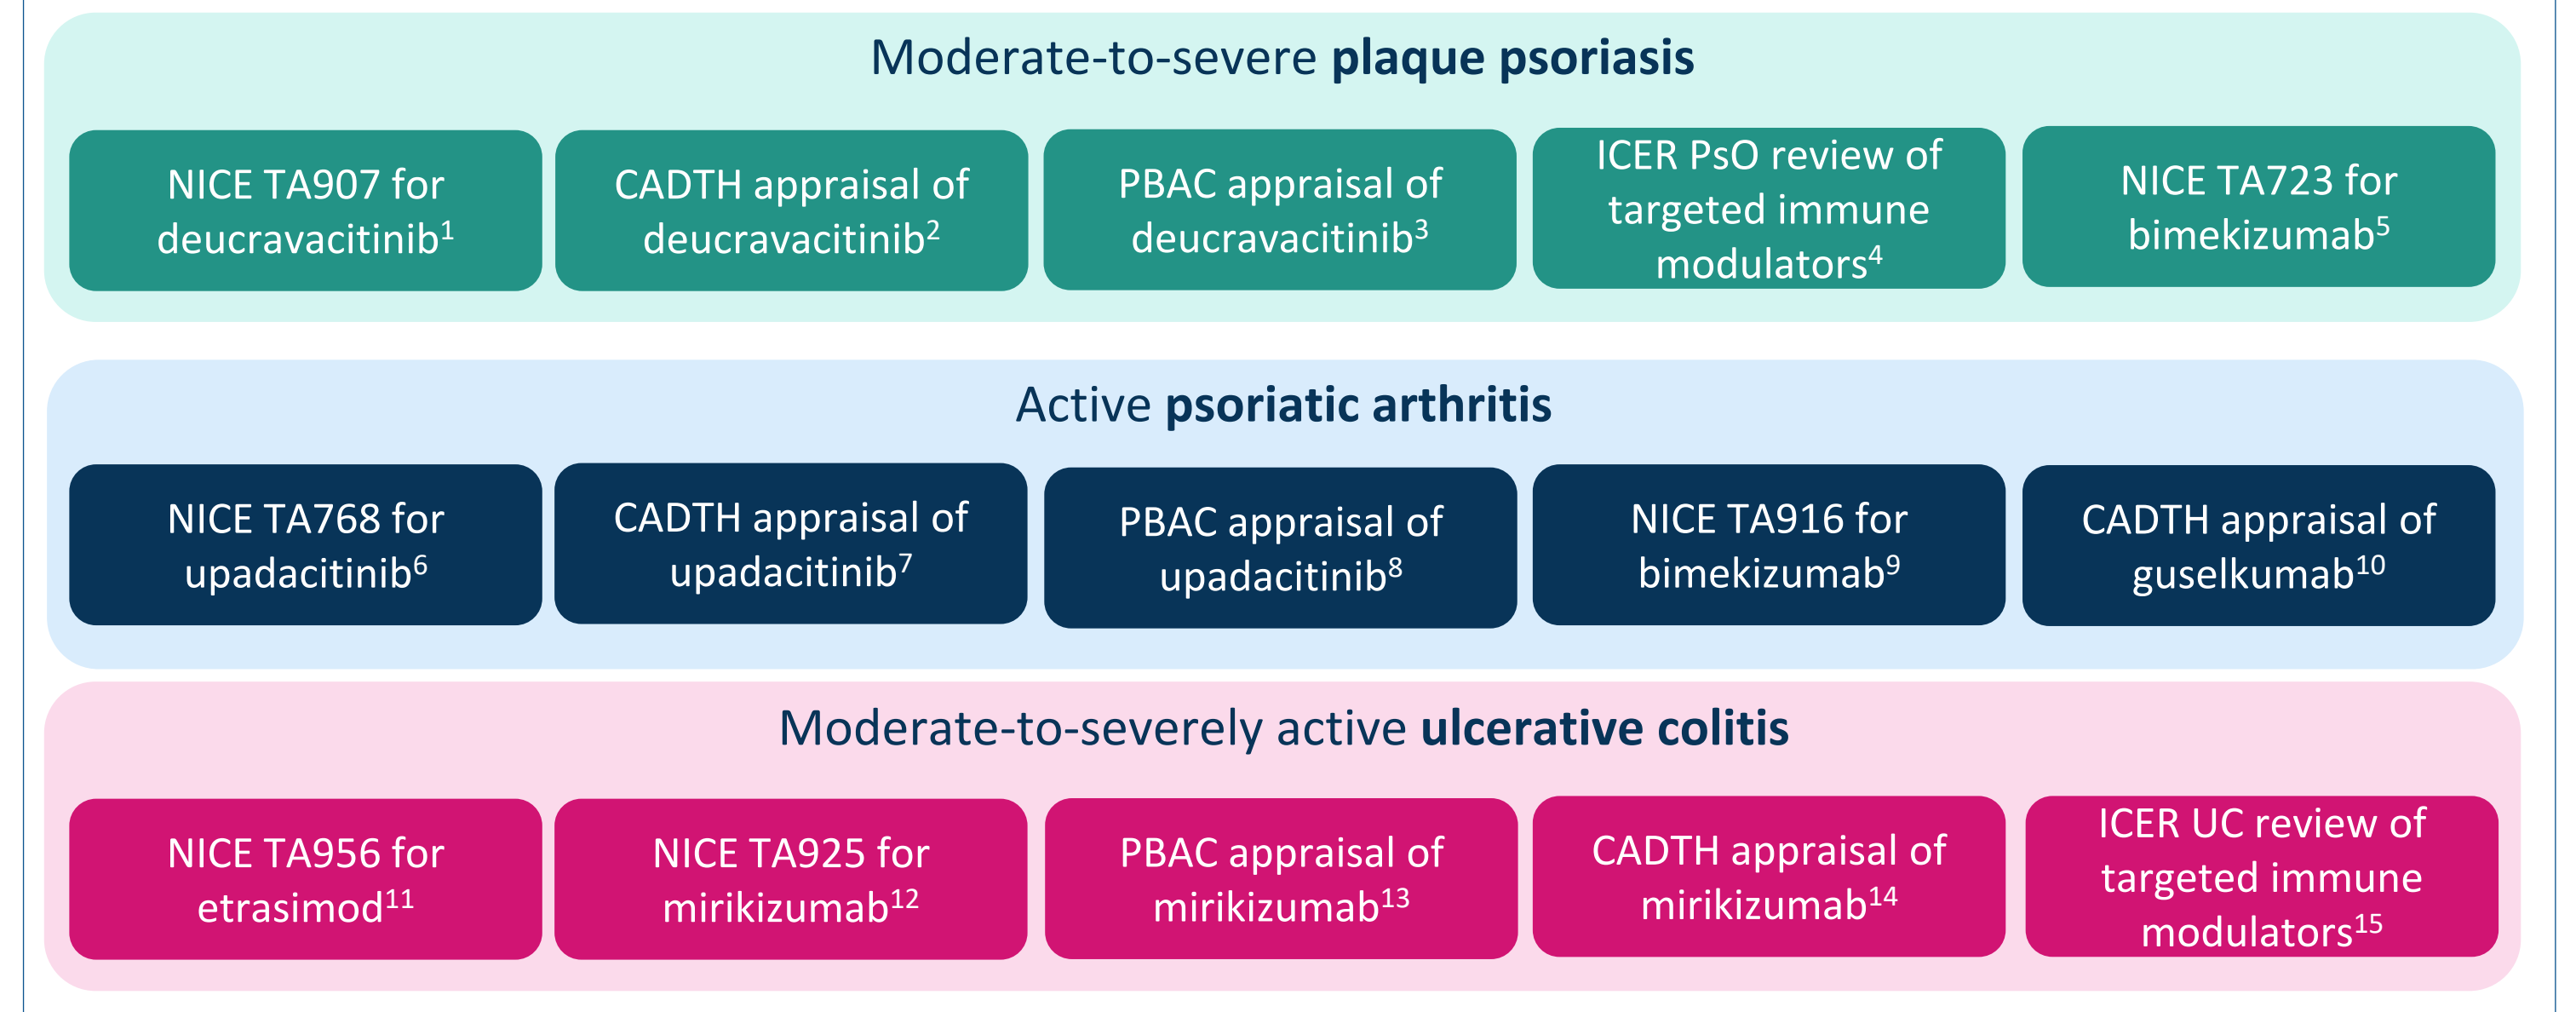 Moderate-to-severe plaque psoriasis
NICE TA907 for
deucravacitinib1
CADTH appraisal of
deucravacitinib2
PBAC appraisal of
deucravacitinib3
ICER PsO review of
targeted immune
modulators4
NICE TA723 for
bimekizumab5
Active psoriatic arthritis
NICE TA768 for
upadacitinib6
CADTH appraisal of
upadacitinib7
PBAC appraisal of
upadacitinib8
NICE TA916 for
bimekizumab9
CADTH appraisal of
guselkumab10
Moderate-to-severely active ulcerative colitis
NICE TA956 for
etrasimod11
NICE TA925 for
mirikizumab12
PBAC appraisal of
mirikizumab13
CADTH appraisal of
mirikizumab14
ICER UC review of
targeted immune
modulators15